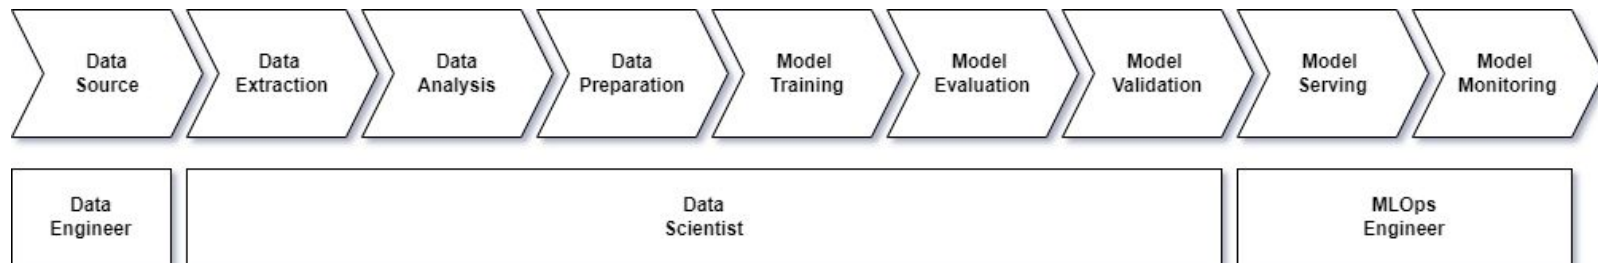 Data
Source
Data
Extraction
Data
Analysis
Data
Preparation
Model
Training
Model
Evaluation
Model
Validation
Model
Serving
Model
Monitoring
Data
Engineer
Data
Scientist
MLOps
Engineer